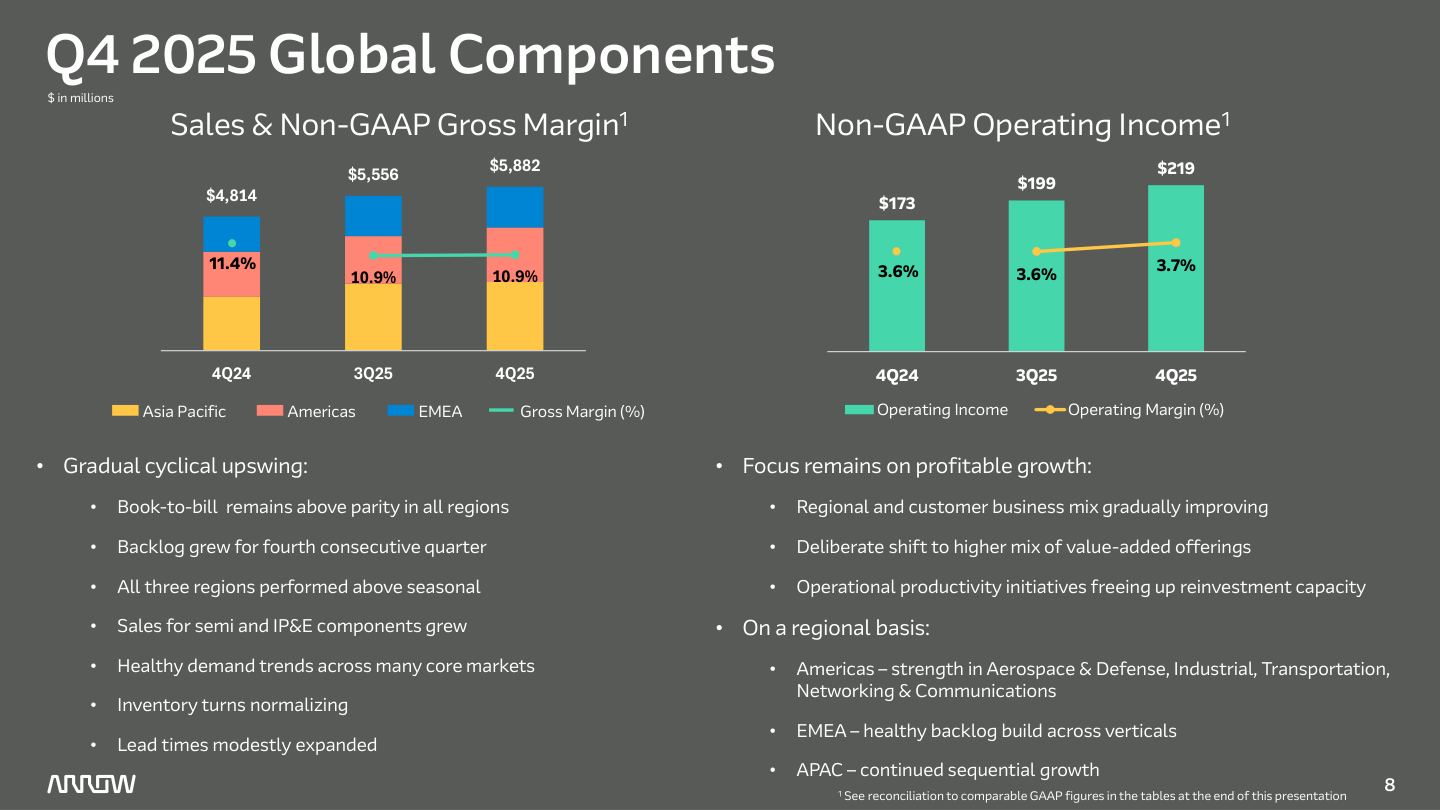 Q4 2025 Global Components
$ in millions
Sales & Non-GAAP Gross Margin¹
$4,814
$5,556
$5,882
11.4%
10.9%
10.9%
4Q24
3Q25
4Q25
Asia Pacific
Americas
EMEA
Gross Margin (%)
Non-GAAP Operating Income¹
$173
$199
$219
3.6%
3.6%
3.7%
4Q24
3Q25
4Q25
Operating Income
Operating Margin (%)
• Gradual cyclical upswing:
• Book-to-bill  remains above parity in all regions
• Backlog grew for fourth consecutive quarter
• All three regions performed above seasonal
• Sales for semi and IP&E components grew
• Healthy demand trends across many core markets
• Inventory turns normalizing
• Lead times modestly expanded
• Focus remains on profitable growth:
• Regional and customer business mix gradually improving
• Deliberate shift to higher mix of value-added offerings
• Operational productivity initiatives freeing up reinvestment capacity
• On a regional basis:
• Americas – strength in Aerospace & Defense, Industrial, Transportation,
Networking & Communications
• EMEA – healthy backlog build across verticals
• APAC – continued sequential growth
ARROW
¹ See reconciliation to comparable GAAP figures in the tables at the end of this presentation
8